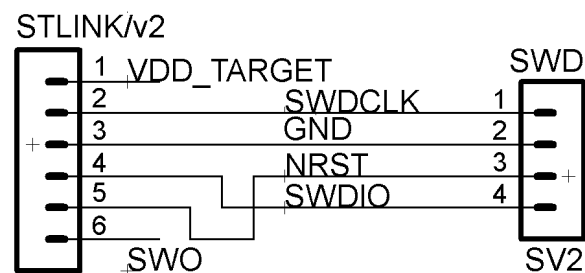 STLINK/v2
SWD
1 VDD_TARGET
2 SWDCLK 1
3 GND 2
4 NRST 3
5 SWDIO 4
6 SWO
SV2